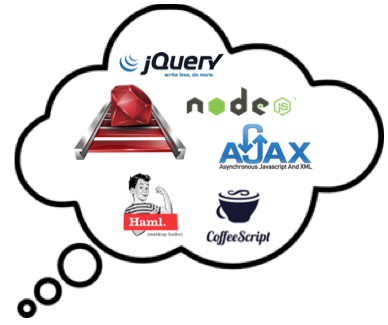 jQuery
write less, do more.
node
JS
AJAX
Asynchronous Javascript And XML
Haml.
[markup haiku]
CoffeeScript